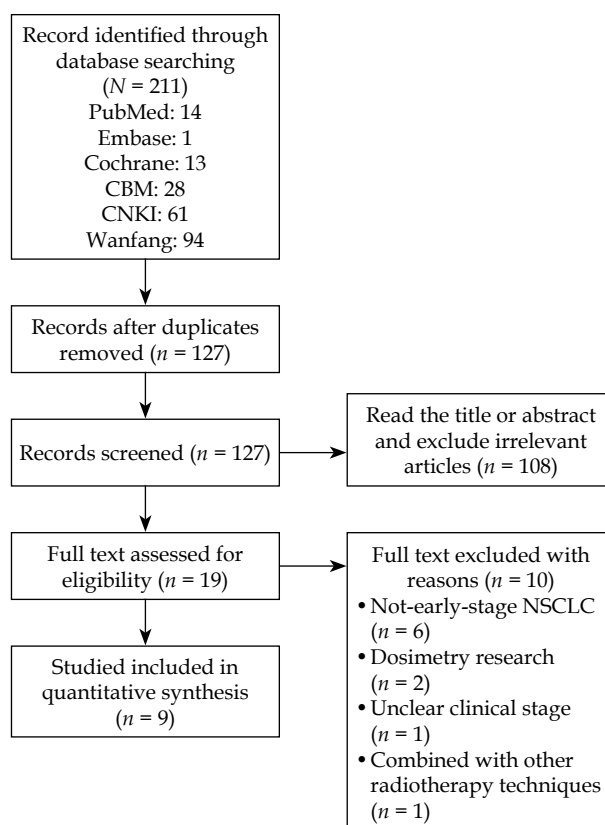 Record identified through
database searching
(N = 211)
PubMed: 14
Embase: 1
Cochrane: 13
CBM: 28
CNKI: 61
Wanfang: 94
Records after duplicates
removed (n = 127)
Records screened (n = 127)
Read the title or abstract
and exclude irrelevant
articles (n = 108)
Full text assessed for
eligibility (n = 19)
Full text excluded with
reasons (n = 10)
• Not-early-stage NSCLC
(n = 6)
• Dosimetry research
(n = 2)
• Unclear clinical stage
(n = 1)
• Combined with other
radiotherapy techniques
(n = 1)
Studied included in
quantitative synthesis
(n = 9)